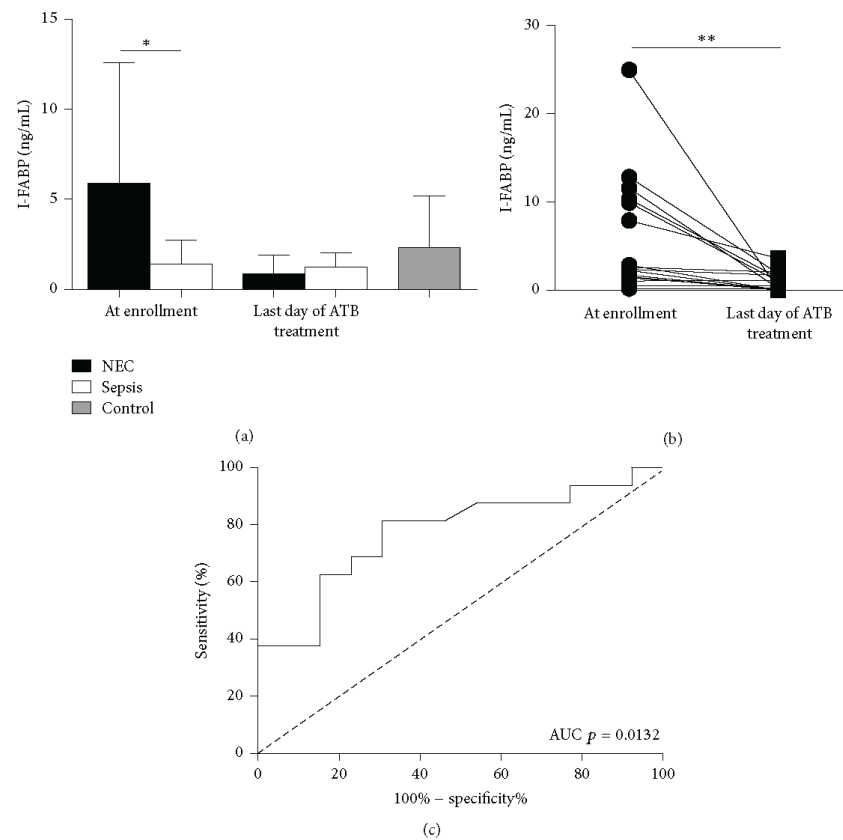 15
10
5
0
I-FABP (ng/mL)
*
At enrollment
Last day of ATB
treatment
NEC
Sepsis
Control
(a)
30
20
10
0
I-FABP (ng/mL)
**
At enrollment
Last day of ATB
treatment
(b)
100
80
60
40
20
0
Sensitivity (%)
AUC p = 0.0132
0 20 40 60 80 100
100% − specificity%
(c)